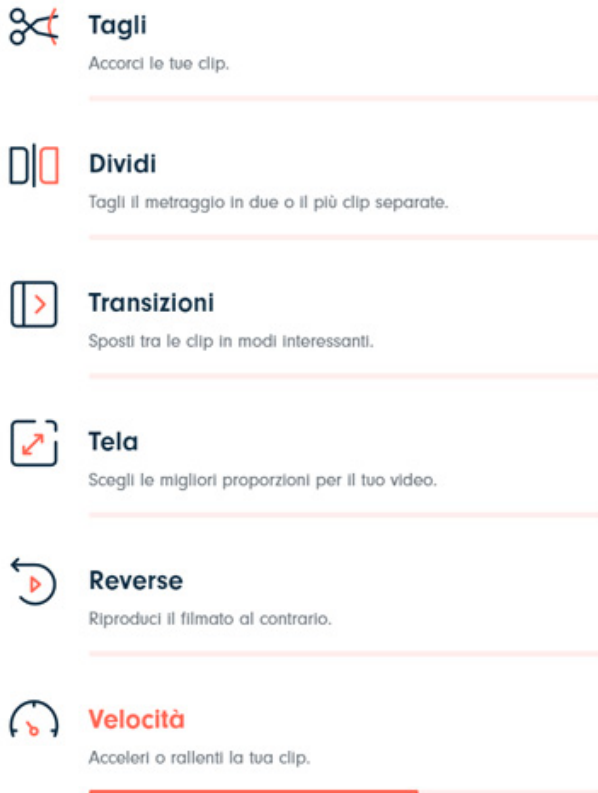 Tagli
Accorci le tue clip.
Dividi
Tagli il metraggio in due o il più clip separate.
Transizioni
Sposti tra le clip in modi interessanti.
Tela
Scegli le migliori proporzioni per il tuo video.
Reverse
Riproduci il filmato al contrario.
Velocità
Acceleri o rallenti la tua clip.